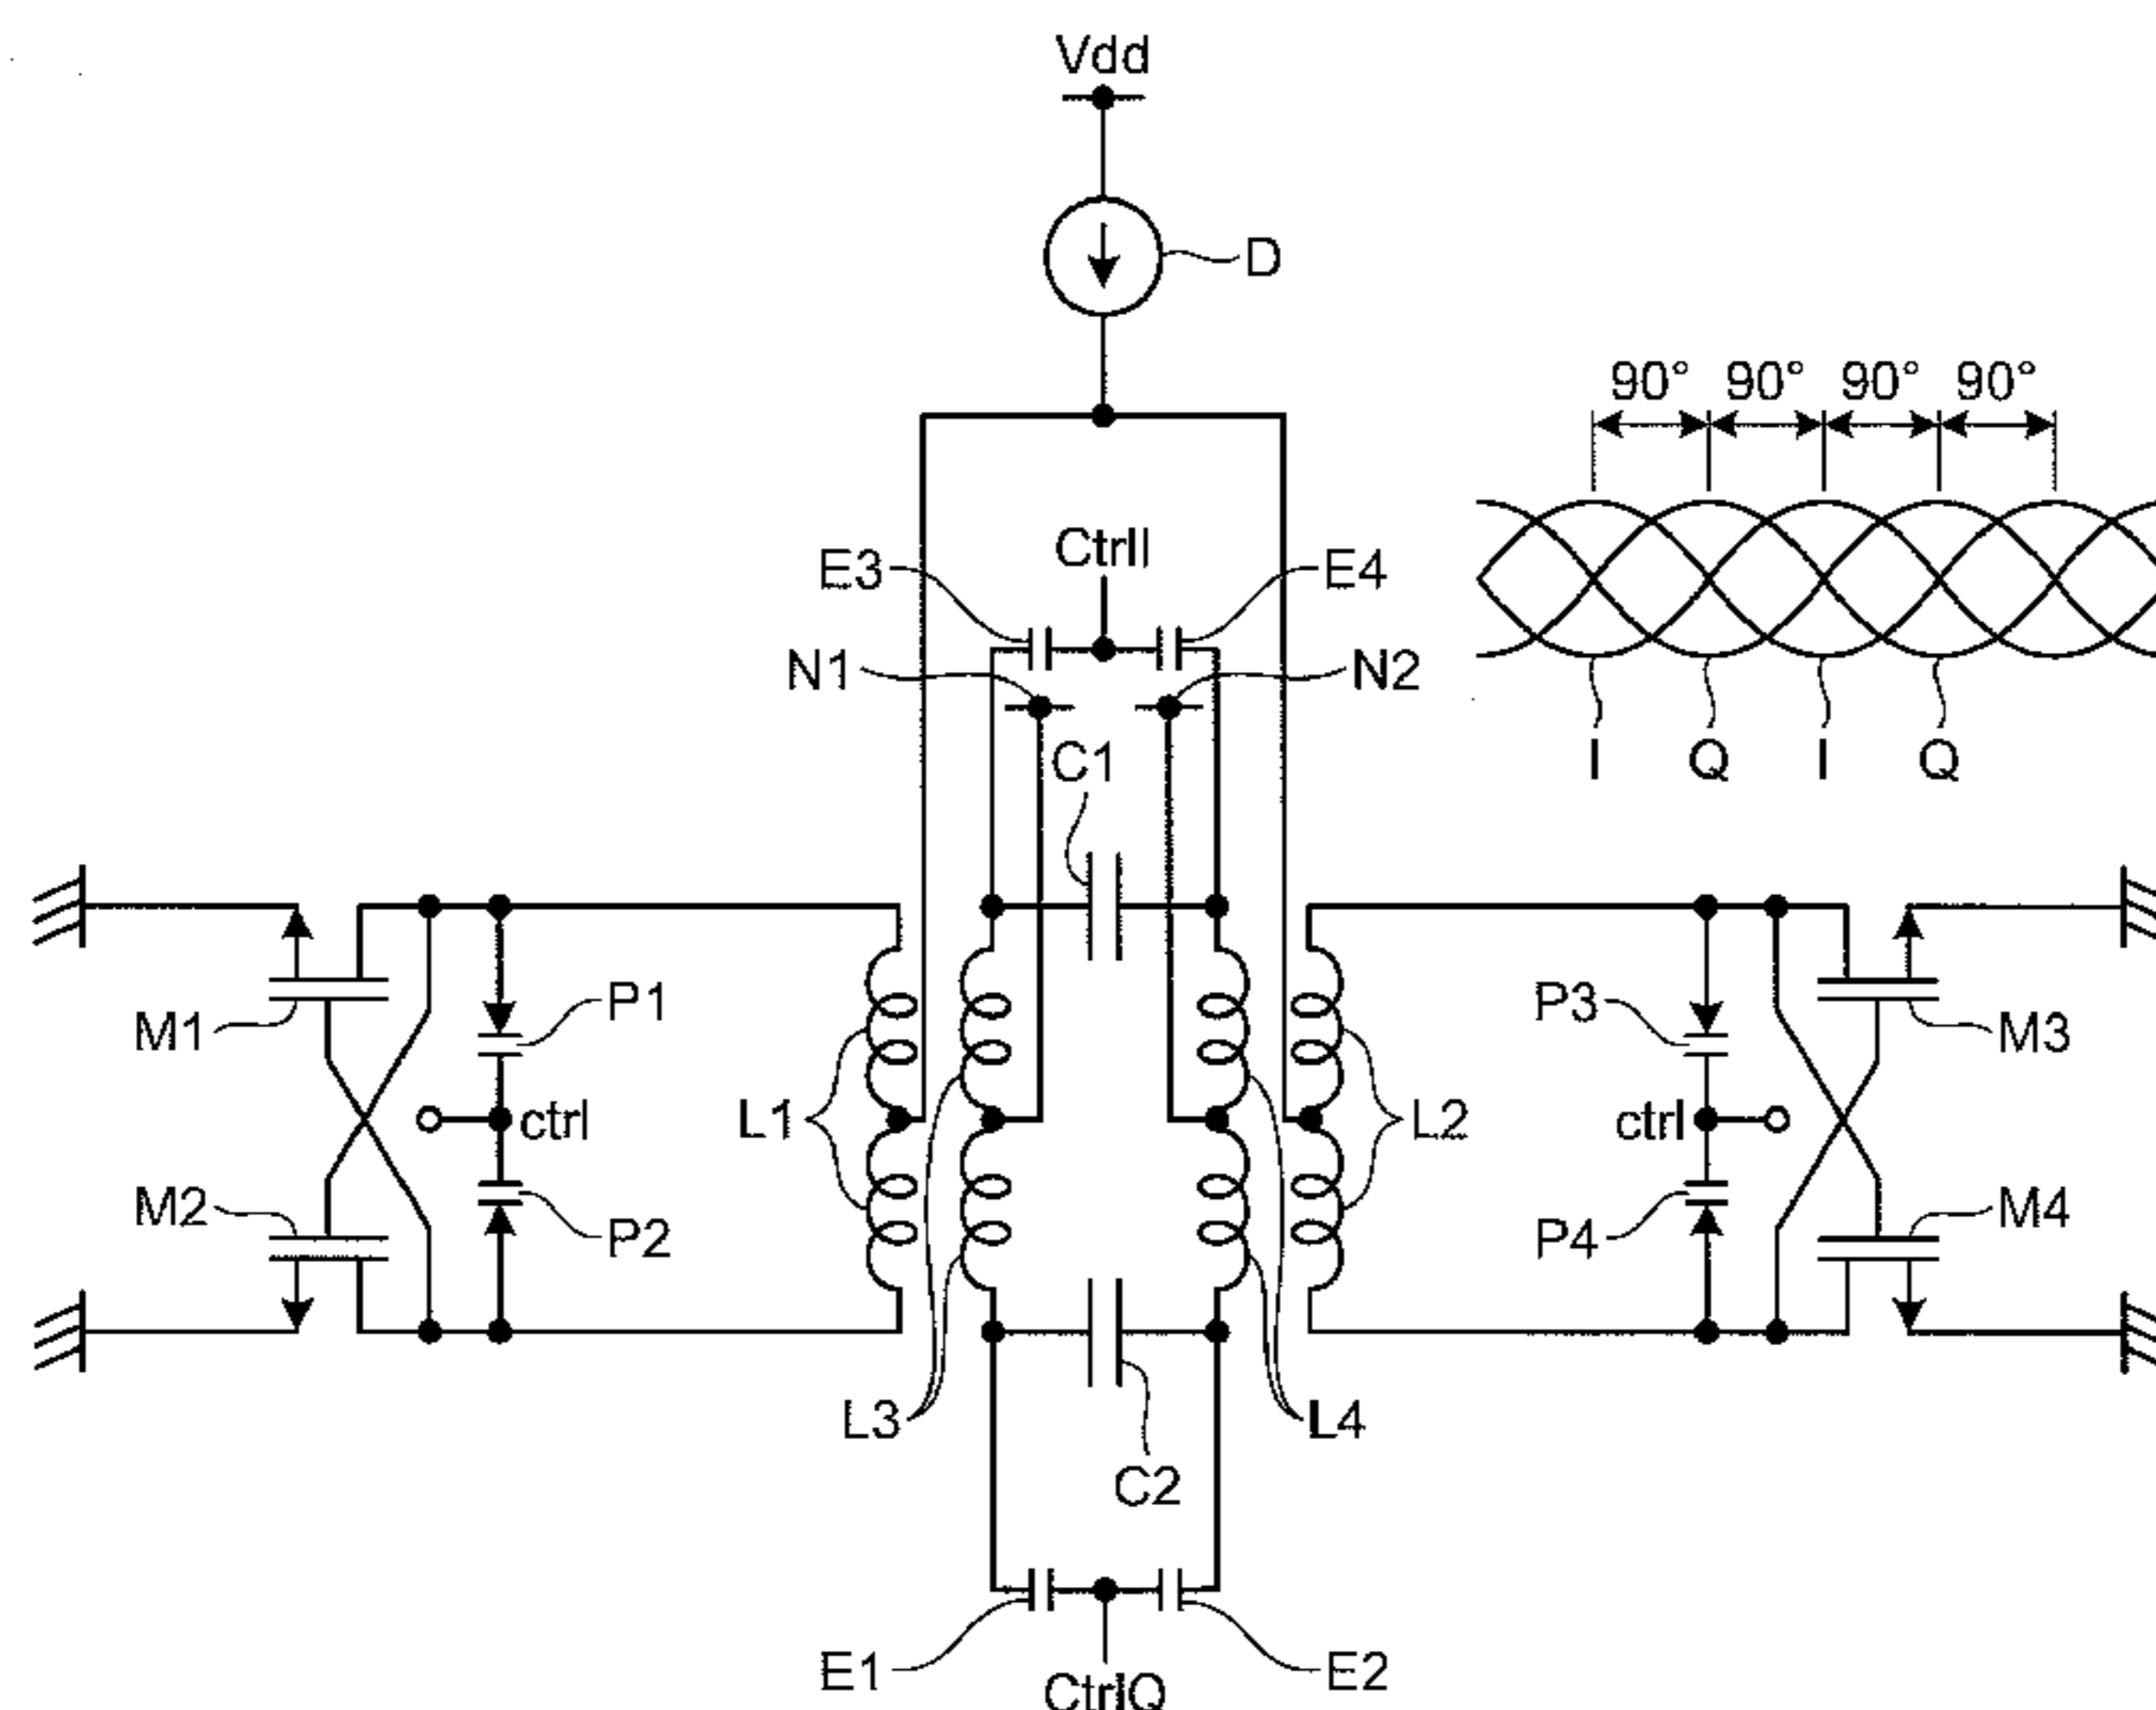 Vdd
D
90° 90° 90° 90°
E3 CtrlI E4
N1 N2
C1
I Q I Q
M1 P1 P3 M3
L1 ctrl L2 ctrl
M2 P2 P4 M4
L3 L4
C2
E1 E2
CtrlQ